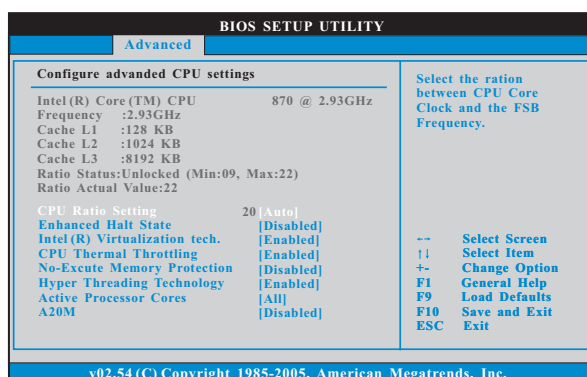 BIOS SETUP UTILITY
Advanced
Configure advanded CPU settings
Intel(R) Core(TM) CPU 870 @ 2.93GHz
Frequency :2.93GHz
Cache L1 :128 KB
Cache L2 :1024 KB
Cache L3 :8192 KB
Ratio Status:Unlocked (Min:09, Max:22)
Ratio Actual Value:22
CPU Ratio Setting 20 [Auto]
Enhanced Halt State [Disabled]
Intel(R) Virtualization tech. [Enabled]
CPU Thermal Throttling [Enabled]
No-Excute Memory Protection [Disabled]
Hyper Threading Technology [Enabled]
Active Processor Cores [All]
A20M [Disabled]
Select the ration
between CPU Core
Clock and the FSB
Frequency.
←→ Select Screen
↑↓ Select Item
+- Change Option
F1 General Help
F9 Load Defaults
F10 Save and Exit
ESC Exit
v02.54 (C) Copyright 1985-2005, American Megatrends, Inc.